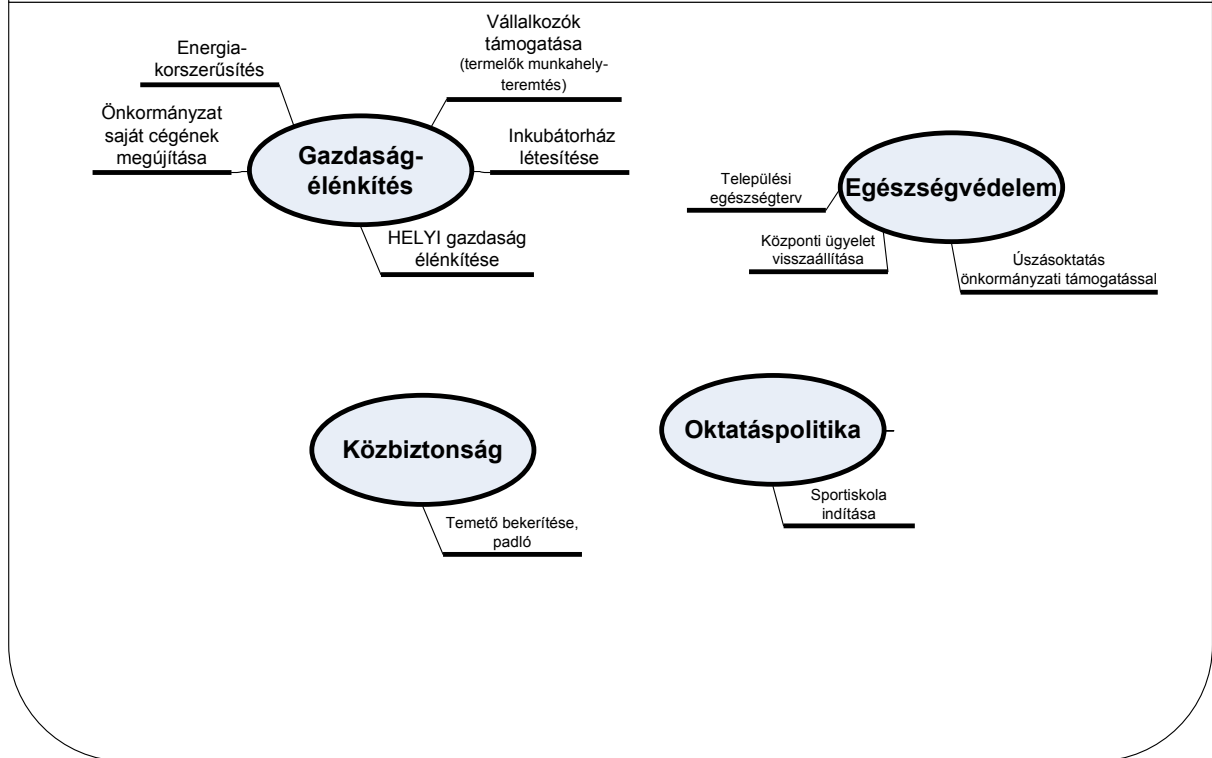 Energia-
korszerűsítés
Vállalkozók
támogatása
(termelők munkahely-
teremtés)
Önkormányzat
saját cégének
megújítása
Gazdaság-
élénkítés
Inkubátorház
létesítése
HELYI gazdaság
élénkítése
Egészségvédelem
Települési
egészségterv
Központi ügyelet
visszaállítása
Úszásoktatás
önkormányzati támogatással
Közbiztonság
Temető bekerítése,
padló
Oktatáspolitika
Sportiskola
indítása